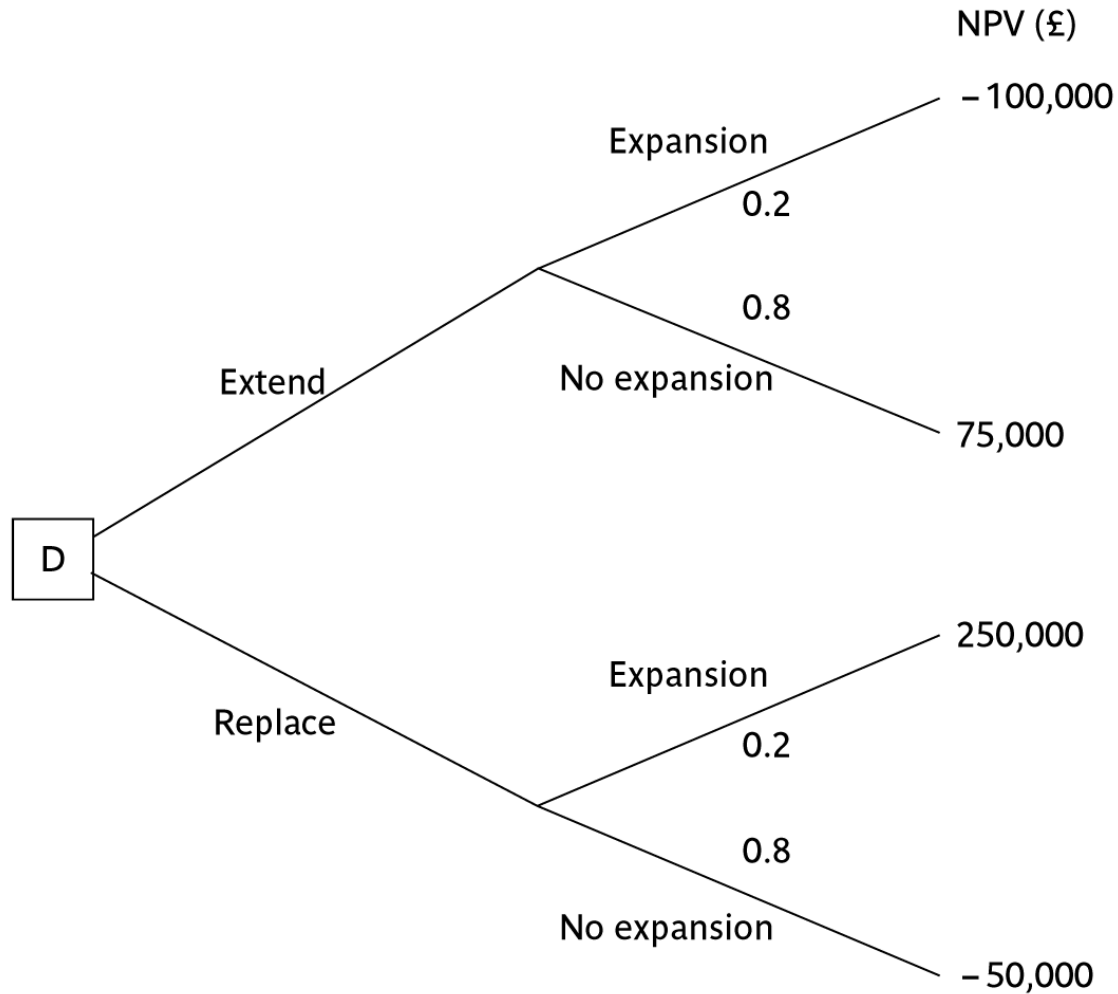 NPV (£)
– 100,000
Expansion
0.2
0.8
Extend
No expansion
75,000
D
250,000
Expansion
Replace
0.2
0.8
No expansion
– 50,000